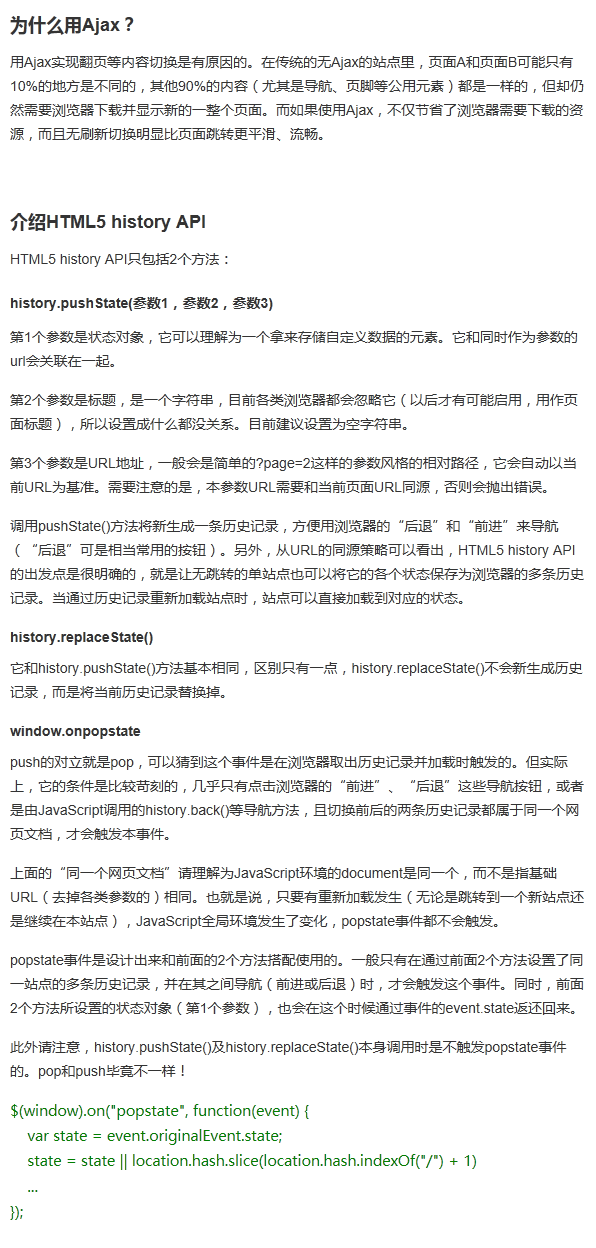 为什么用Ajax？
用Ajax实现翻页等内容切换是有原因的。在传统的无Ajax的站点里，页面A和页面B可能只有
10%的地方是不同的，其他90%的内容（尤其是导航、页脚等公用元素）都是一样的，但却仍
然需要浏览器下载并显示新的一整个页面。而如果使用Ajax，不仅节省了浏览器需要下载的资
源，而且无刷新切换明显比页面跳转更平滑、流畅。
介绍HTML5 history API
HTML5 history API只包括2个方法：
history.pushState(参数1，参数2，参数3)
第1个参数是状态对象，它可以理解为一个拿来存储自定义数据的元素。它和同时作为参数的
url会关联在一起。
第2个参数是标题，是一个字符串，目前各类浏览器都会忽略它（以后才有可能启用，用作页
面标题），所以设置成什么都没关系。目前建议设置为空字符串。
第3个参数是URL地址，一般会是简单的?page=2这样的参数风格的相对路径，它会自动以当
前URL为基准。需要注意的是，本参数URL需要和当前页面URL同源，否则会抛出错误。
调用pushState()方法将新生成一条历史记录，方便用浏览器的“后退”和“前进”来导航
（“后退”可是相当常用的按钮）。另外，从URL的同源策略可以看出，HTML5 history API
的出发点是很明确的，就是让无跳转的单站点也可以将它的各个状态保存为浏览器的多条历史
记录。当通过历史记录重新加载站点时，站点可以直接加载到对应的状态。
history.replaceState()
它和history.pushState()方法基本相同，区别只有一点，history.replaceState()不会新生成历史
记录，而是将当前历史记录替换掉。
window.onpopstate
push的对立就是pop，可以猜到这个事件是在浏览器取出历史记录并加载时触发的。但实际
上，它的条件是比较苛刻的，几乎只有点击浏览器的“前进”、“后退”这些导航按钮，或者
是由JavaScript调用的history.back()等导航方法，且切换前后的两条历史记录都属于同一个网
页文档，才会触发本事件。
上面的“同一个网页文档”请理解为JavaScript环境的document是同一个，而不是指基础
URL（去掉各类参数的）相同。也就是说，只要有重新加载发生（无论是跳转到一个新站点还
是继续在本站点），JavaScript全局环境发生了变化，popstate事件都不会触发。
popstate事件是设计出来和前面的2个方法搭配使用的。一般只有在通过前面2个方法设置了同
一站点的多条历史记录，并在其之间导航（前进或后退）时，才会触发这个事件。同时，前面
2个方法所设置的状态对象（第1个参数），也会在这个时候通过事件的event.state返还回来。
此外请注意，history.pushState()及history.replaceState()本身调用时是不触发popstate事件
的。pop和push毕竟不一样！
$(window).on("popstate", function(event) {
var state = event.originalEvent.state;
state = state || location.hash.slice(location.hash.indexOf("/") + 1)
...
});